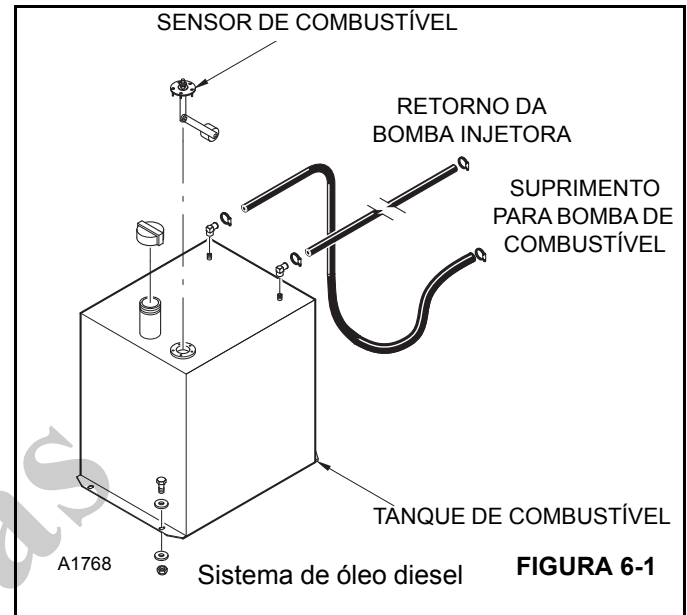 SENSOR DE COMBUSTÍVEL
RETORNO DA
BOMBA INJETORA
SUPRIMENTO
PARA BOMBA DE
COMBUSTÍVEL
TANQUE DE COMBUSTÍVEL
A1768
Sistema de óleo diesel
FIGURA 6-1